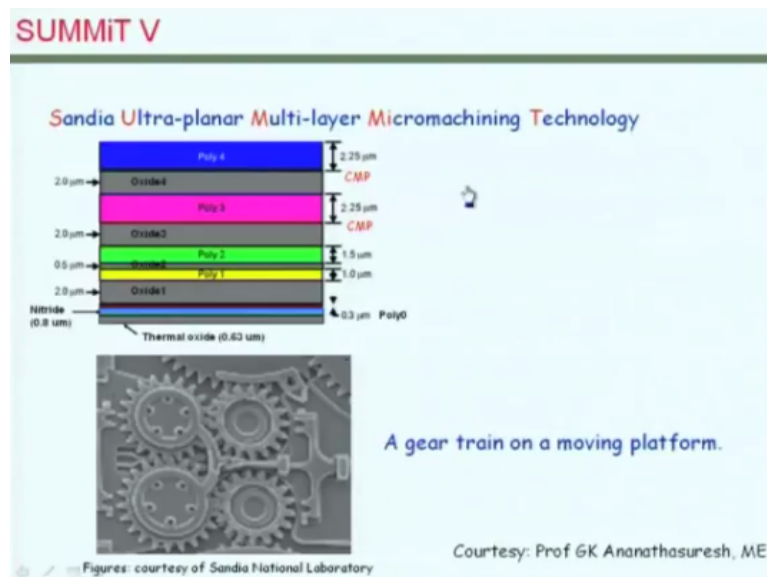 SUMMiT V
Sandia Ultra-planar Multi-layer Micromachining Technology
Poly 4
2.25 µm
CMP
2.0 µm
Oxide4
Poly 3
2.25 µm
CMP
2.0 µm
Oxide3
Poly 2
1.5 µm
0.5 µm
Oxide2
Poly 1
1.0 µm
2.0 µm
Oxide1
Nitride
(0.8 um)
0.3 µm Poly0
Thermal oxide (0.63 um)
A gear train on a moving platform.
Courtesy: Prof GK Ananathasuresh, ME
Figures: courtesy of Sandia National Laboratory